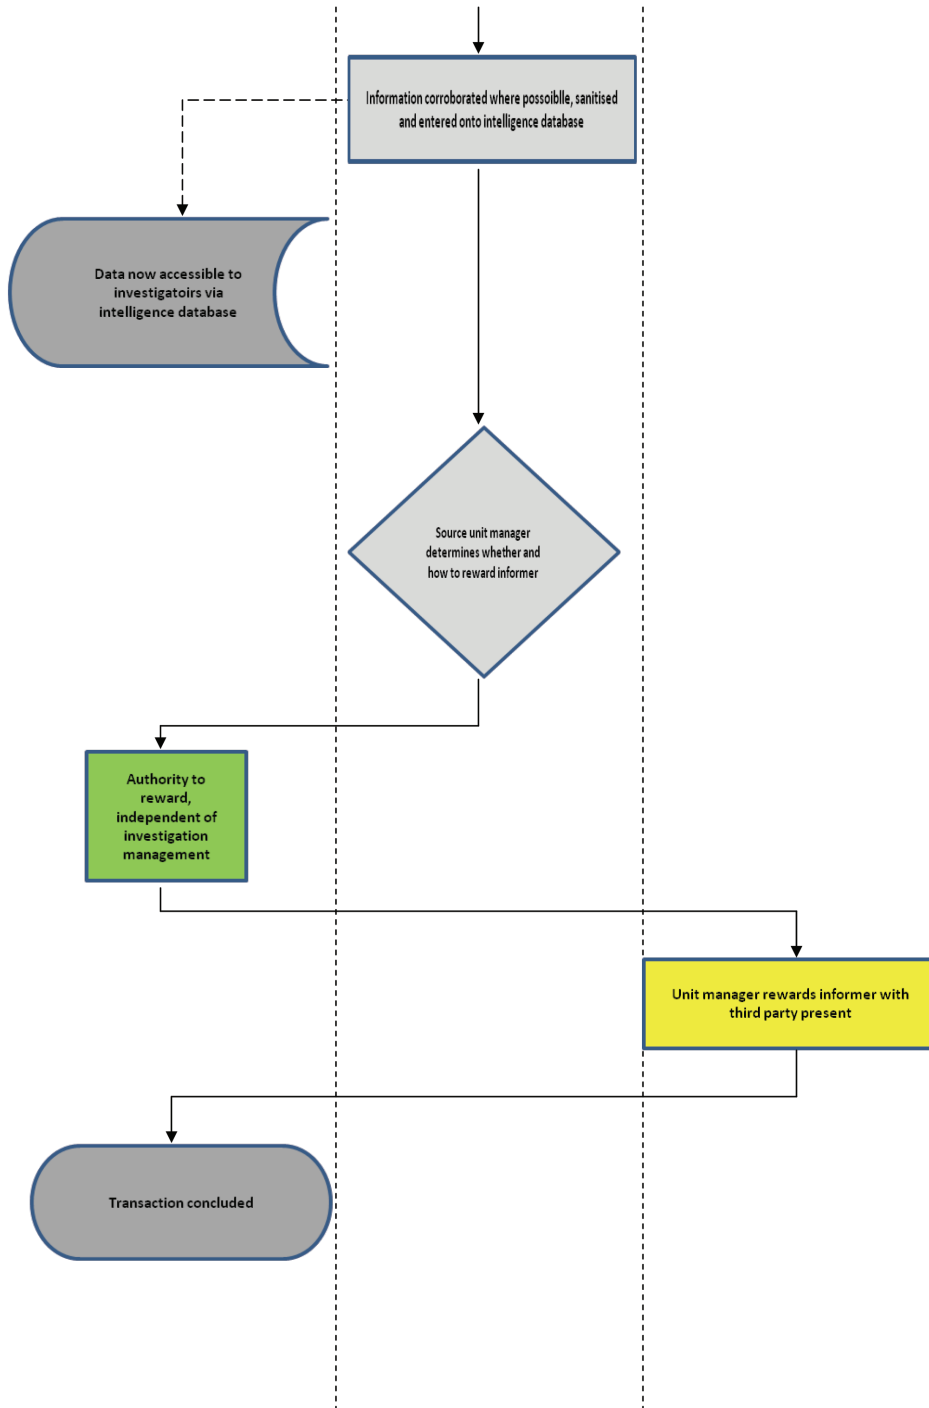 Information corroborated where possoiblle, sanitised
and entered onto intelligence database
Data now accessible to
investigatoirs via
intelligence database
Source unit manager
determines whether and
how to reward informer
Authority to
reward,
independent of
investigation
management
Unit manager rewards informer with
third party present
Transaction concluded